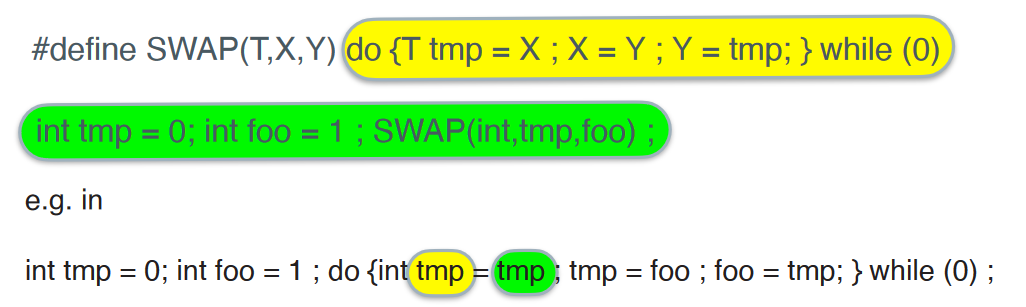 #define SWAP(T,X,Y) do {T tmp = X ; X = Y ; Y = tmp; } while (0)
int tmp = 0; int foo = 1 ; SWAP(int,tmp,foo) ;
e.g. in
int tmp = 0; int foo = 1 ; do {int tmp = tmp ; tmp = foo ; foo = tmp; } while (0) ;